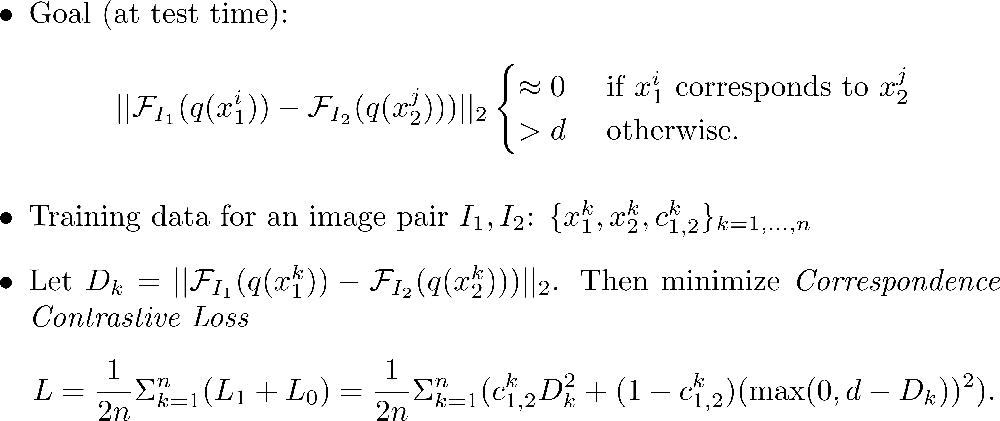 • Goal (at test time):
$||\mathcal{F}_{I_1}(q(x_1^i)) - \mathcal{F}_{I_2}(q(x_2^j)))||_2 \begin{cases} \approx 0 & \text{if } x_1^i \text{ corresponds to } x_2^j \\ > d & \text{otherwise.} \end{cases}$
• Training data for an image pair $I_1, I_2$: $\{x_1^k, x_2^k, c_{1,2}^k\}_{k=1,\ldots,n}$
• Let $D_k = ||\mathcal{F}_{I_1}(q(x_1^k)) - \mathcal{F}_{I_2}(q(x_2^k)))||_2$. Then minimize Correspondence
Contrastive Loss
$L = \frac{1}{2n}\Sigma_{k=1}^n(L_1 + L_0) = \frac{1}{2n}\Sigma_{k=1}^n(c_{1,2}^k D_k^2 + (1 - c_{1,2}^k)(\max(0, d - D_k))^2).$